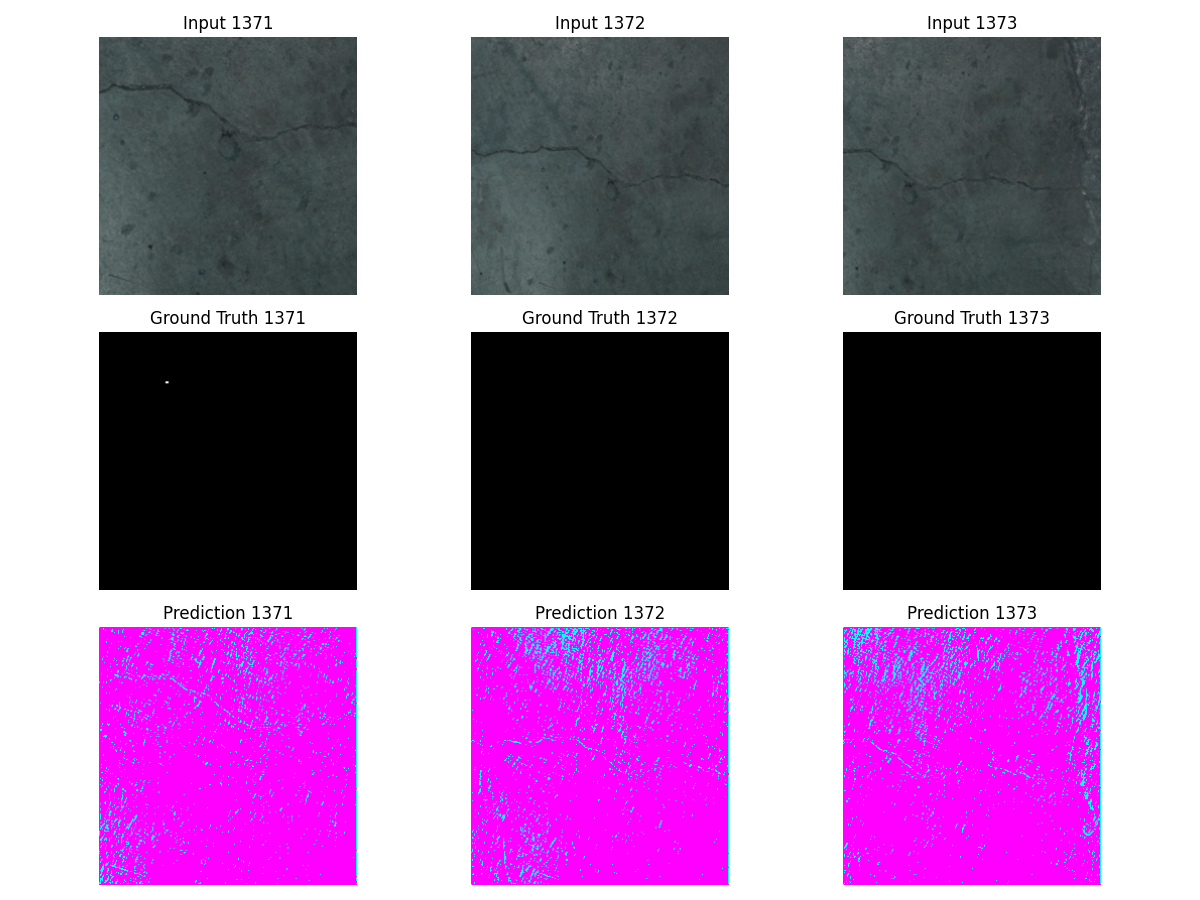 Input 1371
Input 1372
Input 1373
Ground Truth 1371
Ground Truth 1372
Ground Truth 1373
Prediction 1371
Prediction 1372
Prediction 1373